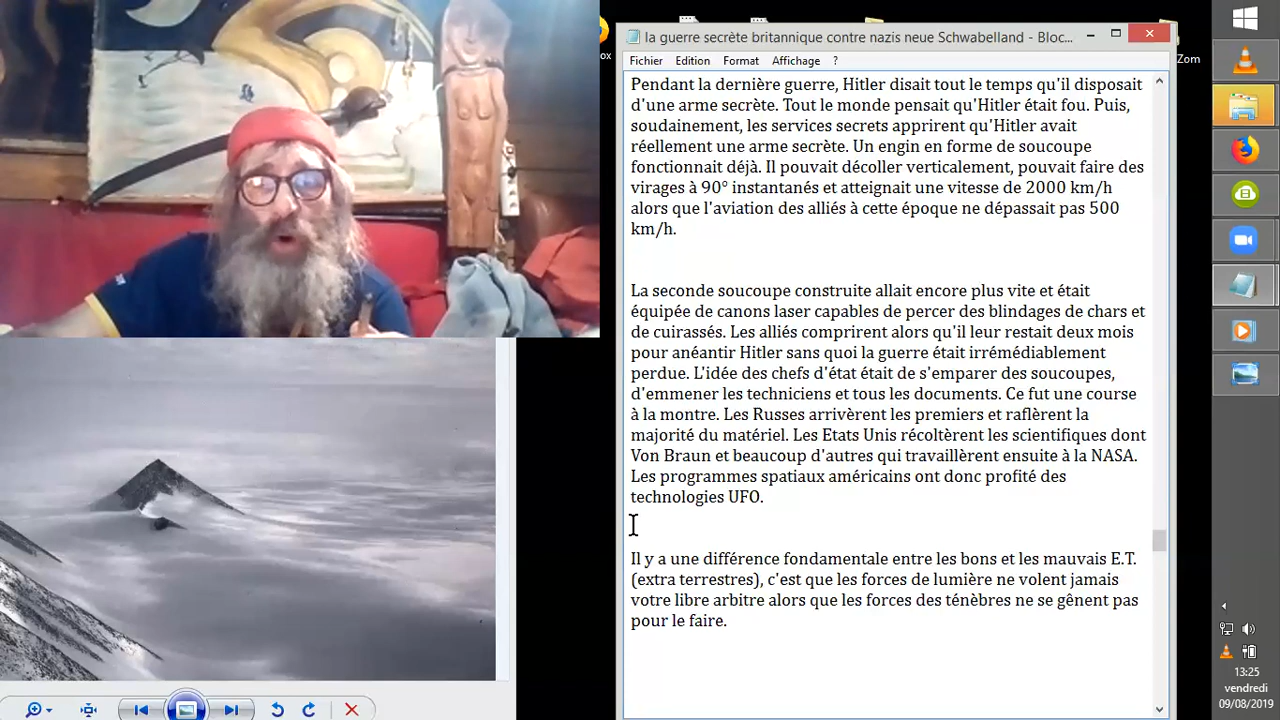 la guerre secrète britannique contre nazis neue Schwabelland - Bloc...
Fichier Edition Format Affichage ?
Pendant la dernière guerre, Hitler disait tout le temps qu'il disposait
d'une arme secrète. Tout le monde pensait qu'Hitler était fou. Puis,
soudainement, les services secrets apprirent qu'Hitler avait
réellement une arme secrète. Un engin en forme de soucoupe
fonctionnait déjà. Il pouvait décoller verticalement, pouvait faire des
virages à 90° instantanés et atteignait une vitesse de 2000 km/h
alors que l'aviation des alliés à cette époque ne dépassait pas 500
km/h.
La seconde soucoupe construite allait encore plus vite et était
équipée de canons laser capables de percer des blindages de chars et
de cuirassés. Les alliés comprirent alors qu'il leur restait deux mois
pour anéantir Hitler sans quoi la guerre était irrémédiablement
perdue. L'idée des chefs d'état était de s'emparer des soucoupes,
d'emmener les techniciens et tous les documents. Ce fut une course
à la montre. Les Russes arrivèrent les premiers et raflèrent la
majorité du matériel. Les Etats Unis récoltèrent les scientifiques dont
Von Braun et beaucoup d'autres qui travaillèrent ensuite à la NASA.
Les programmes spatiaux américains ont donc profité des
technologies UFO.
Il y a une différence fondamentale entre les bons et les mauvais E.T.
(extra terrestres), c'est que les forces de lumière ne volent jamais
votre libre arbitre alors que les forces des ténèbres ne se gênent pas
pour le faire.
ox
Zom
13:25
vendredi
09/08/2019